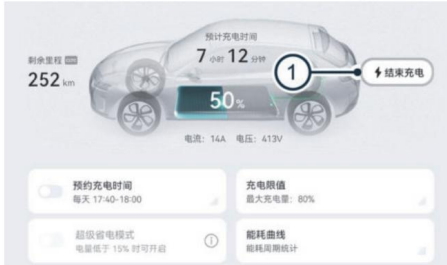 预计充电时间
7 小时 12 分钟
剩余里程
252 km
1
结束充电
50%
电流: 14A 电压: 413V
预约充电时间
每天 17:40-18:00
充电限值
最大充电量: 80%
超级省电模式
电量低于 15% 时可开启
能耗曲线
能耗周期统计